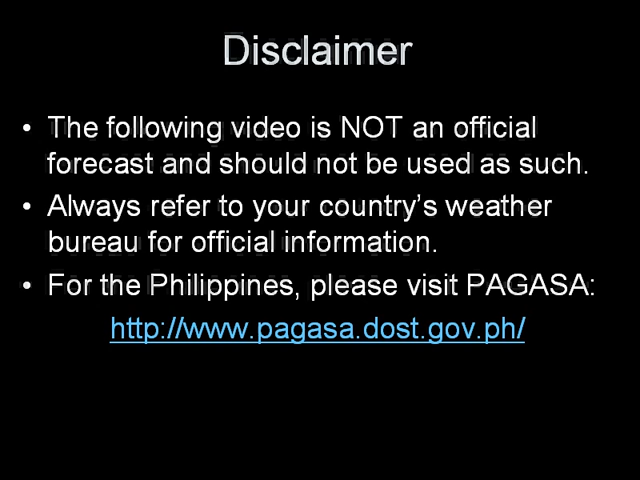 Disclaimer
• The following video is NOT an official
forecast and should not be used as such.
• Always refer to your country's weather
bureau for official information.
• For the Philippines, please visit PAGASA:
http://www.pagasa.dost.gov.ph/